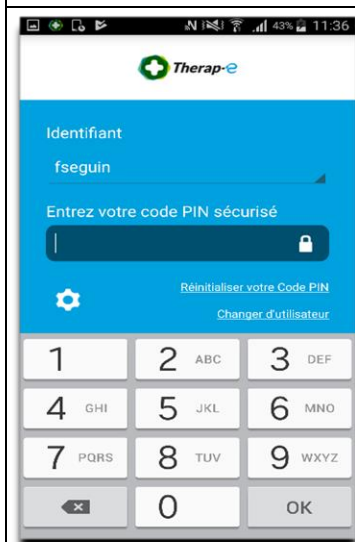 43% 11:36
Therap-e
Identifiant
fseguin
Entrez votre code PIN sécurisé
Réinitialiser votre Code PIN
Changer d'utilisateur
1 2 ABC 3 DEF
4 GHI 5 JKL 6 MNO
7 PQRS 8 TUV 9 WXYZ
0 OK